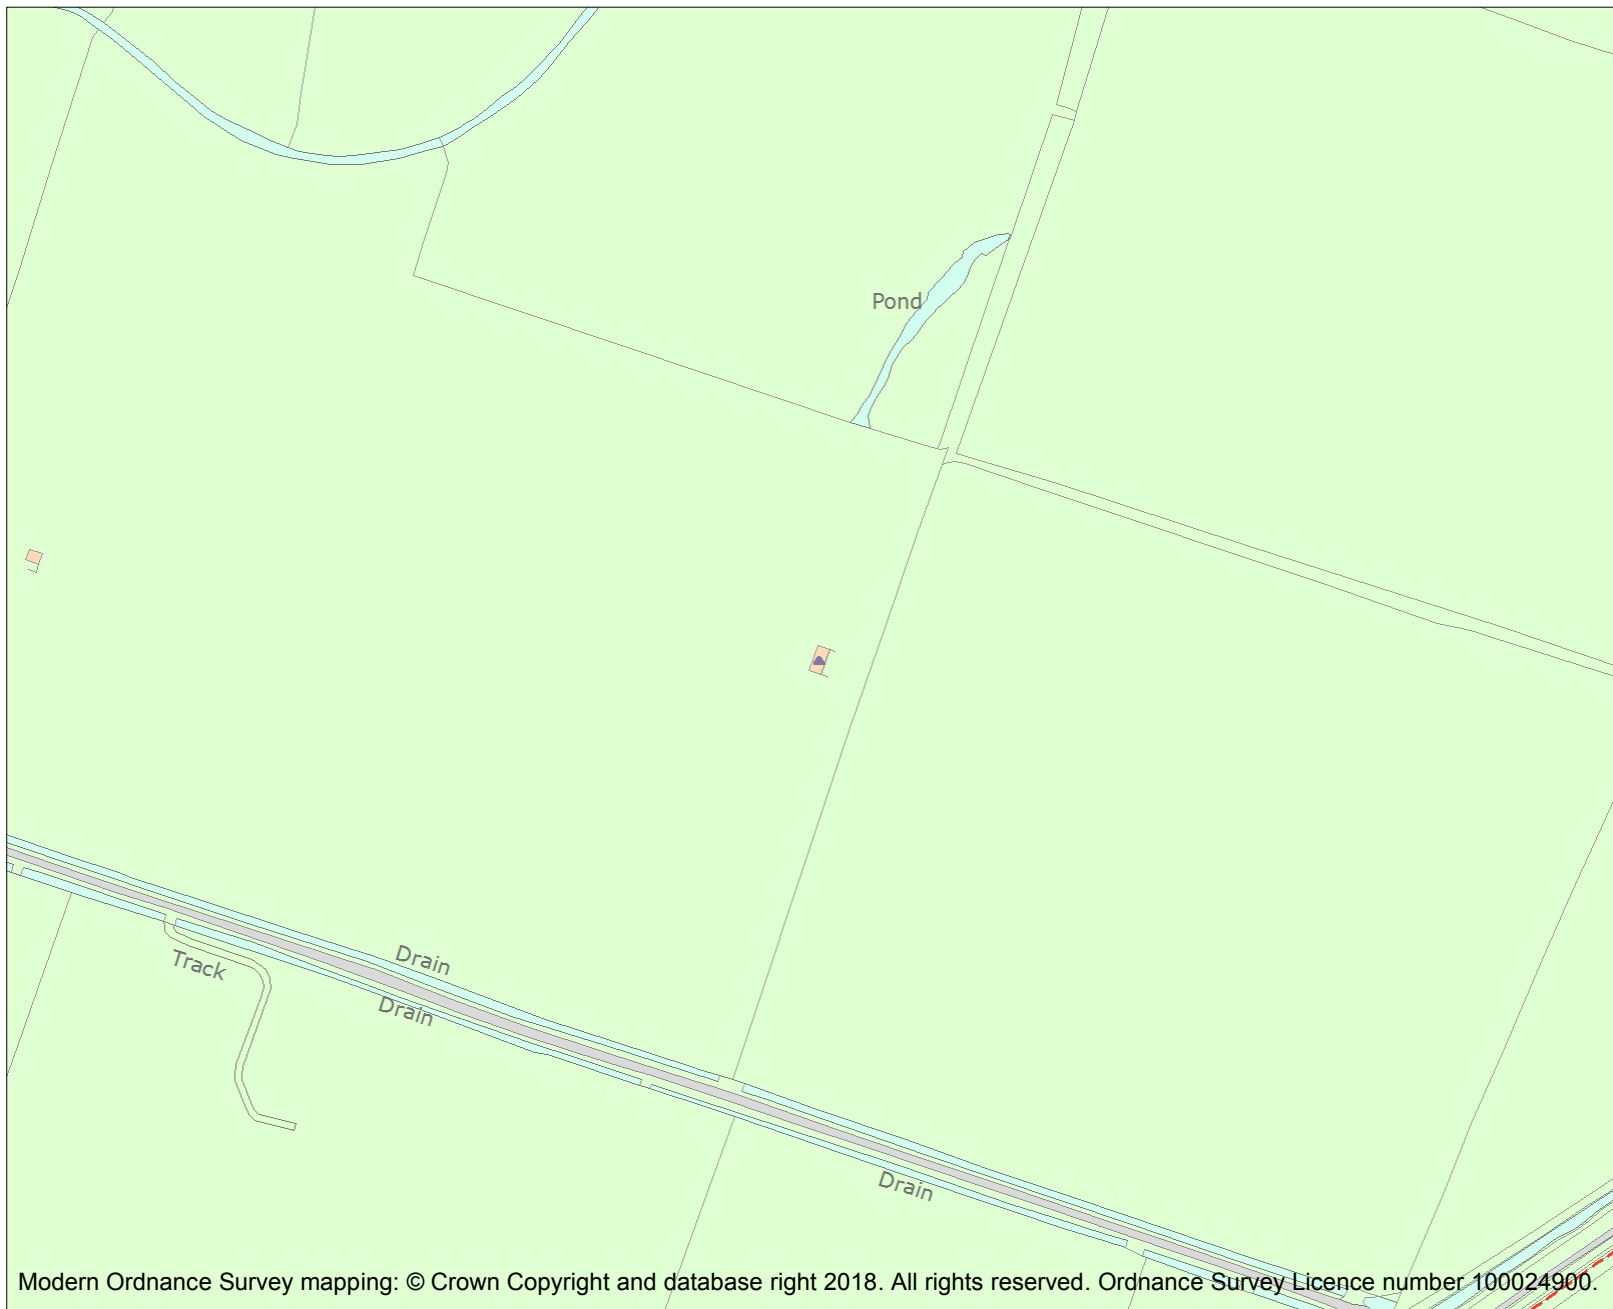 Pond
Drain
Track
Drain
Drain
Modern Ordnance Survey mapping: © Crown Copyright and database right 2018. All rights reserved. Ordnance Survey Licence number 100024900.